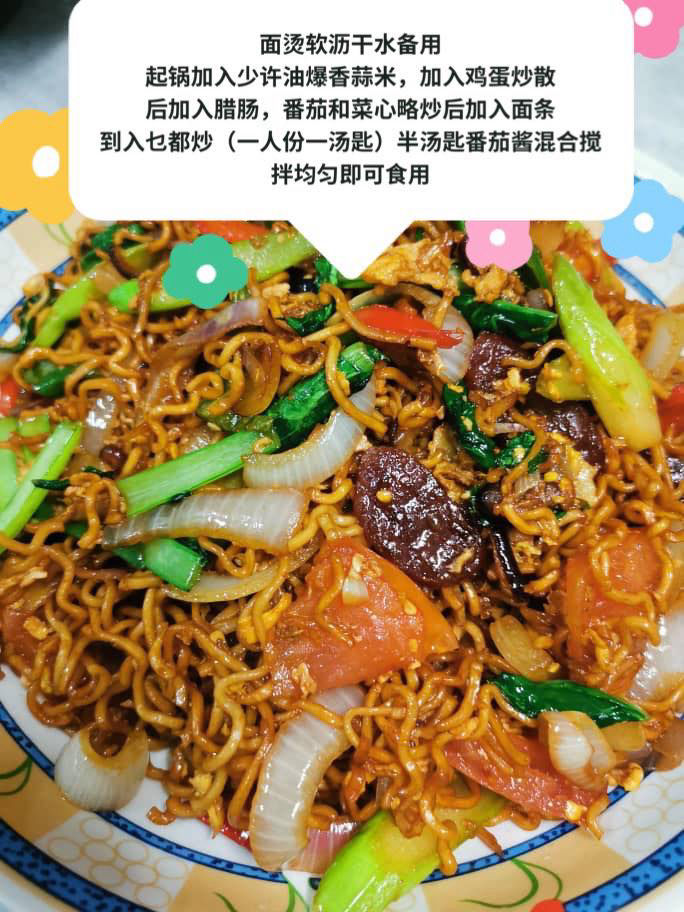 面烫软沥干水备用
起锅加入少许油爆香蒜米，加入鸡蛋炒散
后加入腊肠，番茄和菜心略炒后加入面条
到入乜都炒（一人份一汤匙）半汤匙番茄酱混合搅
拌均匀即可食用